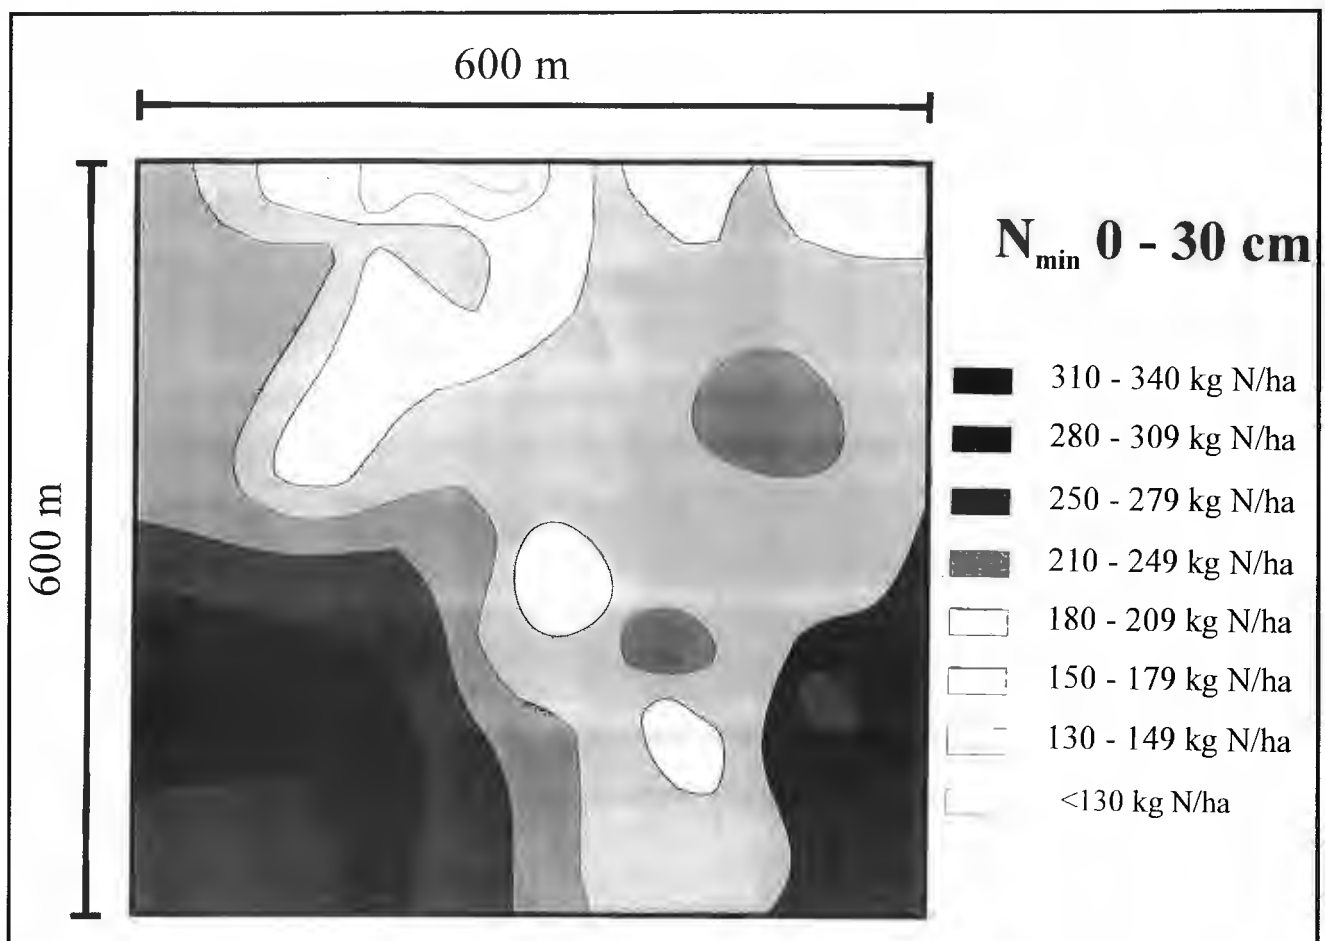 600 m
600 m
Nmin 0 - 30 cm
310 - 340 kg N/ha
280 - 309 kg N/ha
250 - 279 kg N/ha
210 - 249 kg N/ha
180 - 209 kg N/ha
150 - 179 kg N/ha
130 - 149 kg N/ha
<130 kg N/ha